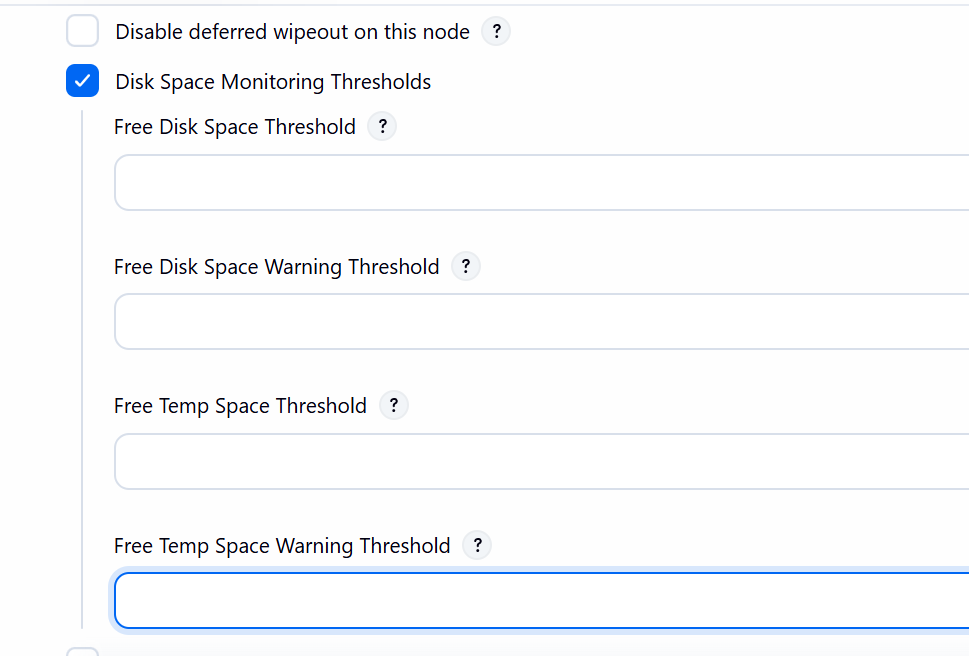 Disable deferred wipeout on this node ?
Disk Space Monitoring Thresholds
Free Disk Space Threshold ?
Free Disk Space Warning Threshold ?
Free Temp Space Threshold ?
Free Temp Space Warning Threshold ?